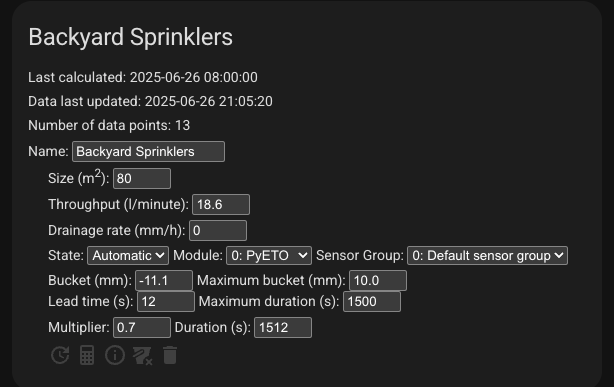 Backyard Sprinklers
Last calculated: 2025-06-26 08:00:00
Data last updated: 2025-06-26 21:05:20
Number of data points: 13
Name: Backyard Sprinklers
Size (m²): 80
Throughput (l/minute): 18.6
Drainage rate (mm/h): 0
State: Automatic Module: 0: PyETO Sensor Group: 0: Default sensor group
Bucket (mm): -11.1 Maximum bucket (mm): 10.0
Lead time (s): 12 Maximum duration (s): 1500
Multiplier: 0.7 Duration (s): 1512